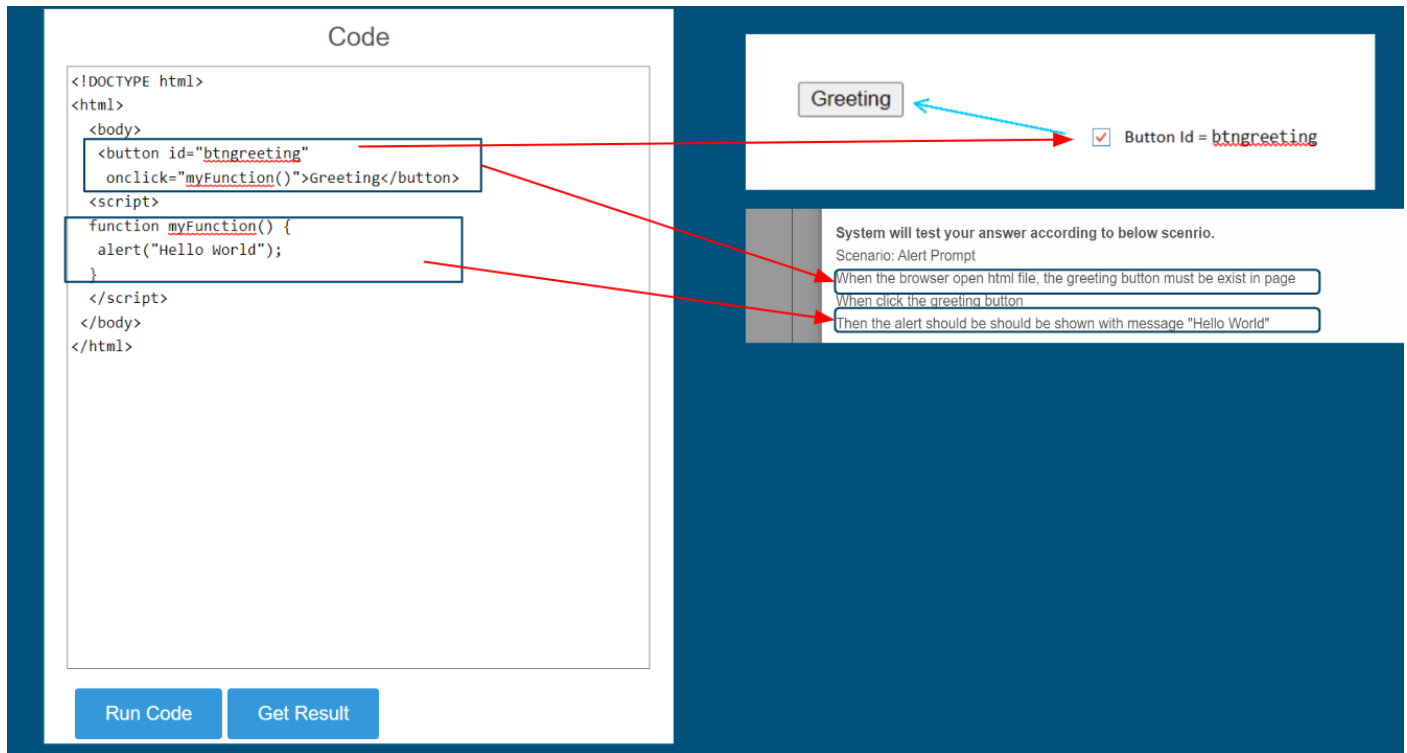 Code
<!DOCTYPE html>
<html>
<body>
<button id="btngreeting"
onclick="myFunction()">Greeting</button>
<script>
function myFunction() {
alert("Hello World");
}
</script>
</body>
</html>
Run Code
Get Result
Greeting
Button Id = btngreeting
System will test your answer according to below scenrio.
Scenario: Alert Prompt
When the browser open html file, the greeting button must be exist in page
When click the greeting button
Then the alert should be should be shown with message "Hello World"